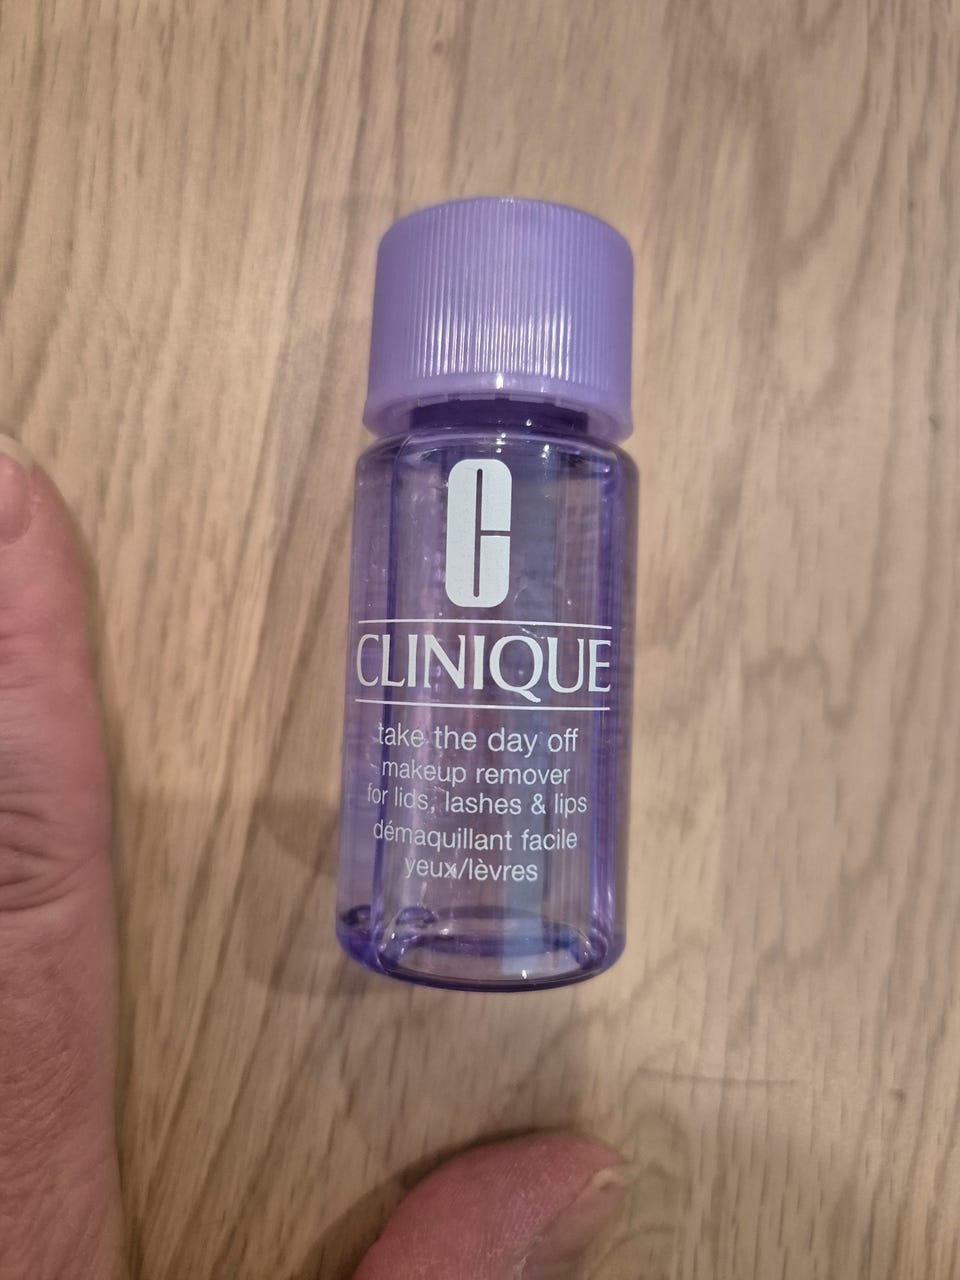 C
CLINIQUE
take the day off
makeup remover
for lids, lashes & lips
démaquillant facile
yeux/lèvres